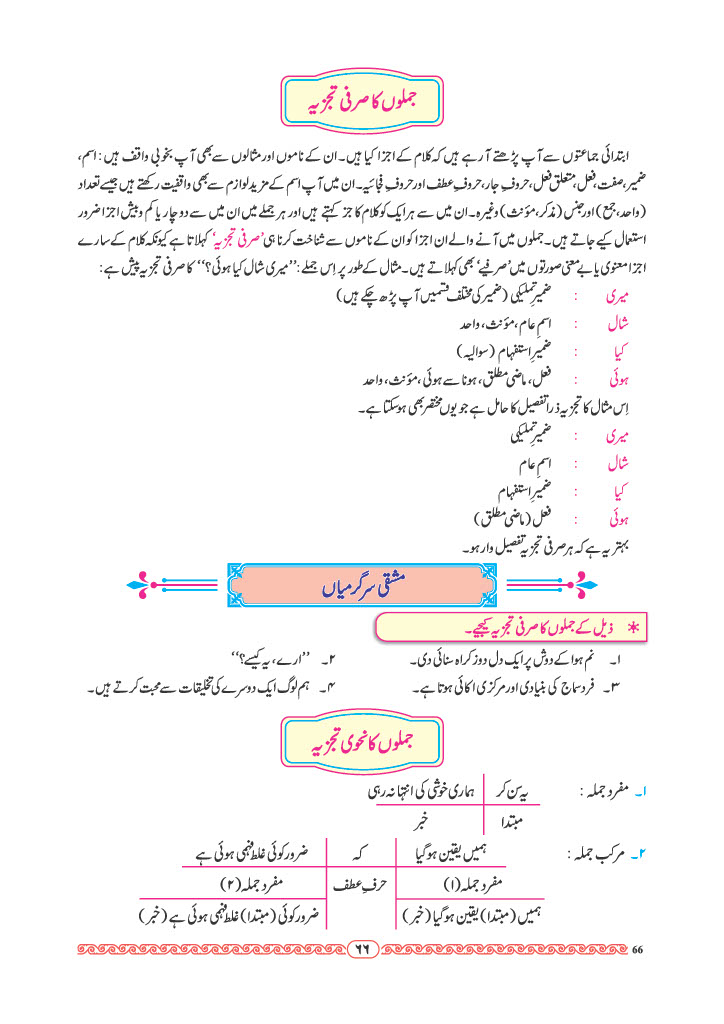 جملوں کا صرفی تجزیہ
ابتدائی جماعتوں سے آپ پڑھتے آرہے ہیں کہ کلام کے اجزا کیا ہیں۔ ان کے ناموں اور مثالوں سے بھی آپ بخوبی واقف ہیں : اسم،
ضمیر، صفت، فعل، متعلق فعل، حروفِ جار، حروفِ عطف اور حروفِ فجائیہ۔ ان میں آپ اسم کے مزید لوازم سے بھی واقفیت رکھتے ہیں جیسے تعداد
(واحد، جمع) اور جنس (مذکر، مؤنث) وغیرہ۔ ان میں سے ہر ایک کو کلام کا جز کہتے ہیں اور ہر جملے میں ان میں سے دو چار یا کم و بیش اجزا ضرور
استعمال کیے جاتے ہیں۔ جملوں میں آنے والے ان اجزا کو ان کے ناموں سے شناخت کرنا ہی ’صرفی تجزیہ‘ کہلاتا ہے کیونکہ کلام کے سارے
اجزا معنوی یا بے معنی صورتوں میں ’صرفیے‘ بھی کہلاتے ہیں۔ مثال کے طور پر اِس جملے : ’’میری شال کیا ہوئی؟‘‘ کا صرفی تجزیہ پیش ہے :
میری : ضمیرِ تملیکی (ضمیر کی مختلف قسمیں آپ پڑھ چکے ہیں)
شال : اسمِ عام، مؤنث، واحد
کیا : ضمیرِ استفہام (سوالیہ)
ہوئی : فعل، ماضی مطلق، ہونا سے ہوئی، مؤنث، واحد
اِس مثال کا تجزیہ ذرا تفصیل کا حامل ہے جو یوں مختصر بھی ہوسکتا ہے۔
میری : ضمیرِ تملیکی
شال : اسمِ عام
کیا : ضمیرِ استفہام
ہوئی : فعل (ماضی مطلق)
بہتر یہ ہے کہ ہر صرفی تجزیہ تفصیل وار ہو۔
مشقی سرگرمیاں
* ذیل کے جملوں کا صرفی تجزیہ کیجیے۔
۱۔ نم ہوا کے دوش پر ایک دل دوز کراہ سنائی دی۔ ۲۔ ’’ارے، یہ کیسے؟‘‘
۳۔ فرد سماج کی بنیادی اور مرکزی اکائی ہوتا ہے۔ ۴۔ ہم لوگ ایک دوسرے کی تخلیقات سے محبت کرتے ہیں۔
جملوں کا نحوی تجزیہ
۱۔ مفرد جملہ : یہ سن کر ہماری خوشی کی انتہا نہ رہی
مبتدا خبر
۲۔ مرکب جملہ : ہمیں یقین ہوگیا کہ ضرور کوئی غلط فہمی ہوئی ہے
مفرد جملہ (۱) حرفِ عطف مفرد جملہ (۲)
ہمیں (مبتدا) یقین ہوگیا (خبر) ضرور کوئی (مبتدا) غلط فہمی ہوئی ہے (خبر)
۶۶ 66